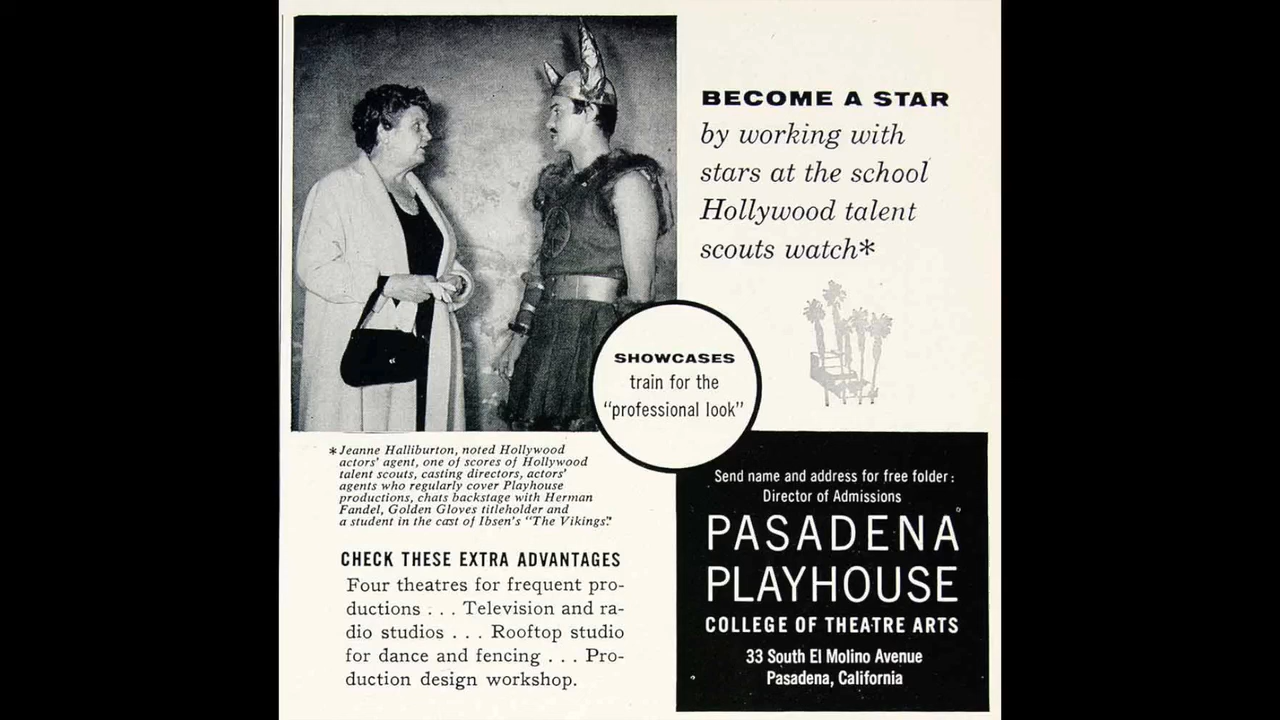 BECOME A STAR
by working with
stars at the school
Hollywood talent
scouts watch*
SHOWCASES
train for the
"professional look"
*Jeanne Halliburton, noted Hollywood
actors' agent, one of scores of Hollywood
talent scouts, casting directors, actors'
agents who regularly cover Playhouse
productions, chats backstage with Herman
Fandel, Golden Gloves titleholder and
a student in the cast of Ibsen's "The Vikings."
CHECK THESE EXTRA ADVANTAGES
Four theatres for frequent pro-
ductions . . . Television and ra-
dio studios . . . Rooftop studio
for dance and fencing . . . Pro-
duction design workshop.
Send name and address for free folder:
Director of Admissions
PASADENA
PLAYHOUSE
COLLEGE OF THEATRE ARTS
33 South El Molino Avenue
Pasadena, California